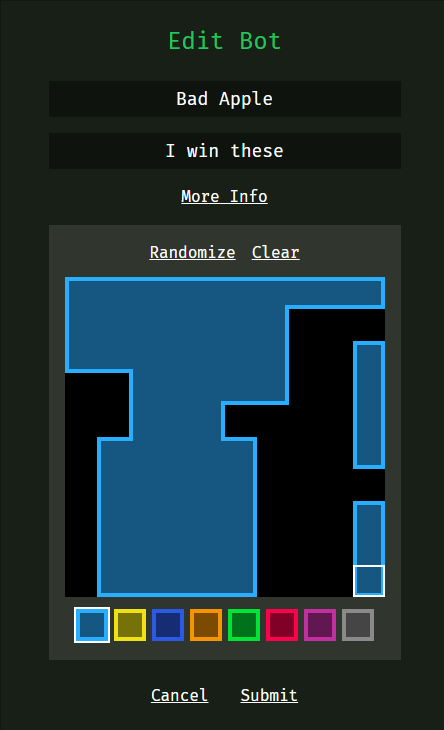 Edit Bot
Bad Apple
I win these
More Info
Randomize Clear
Cancel Submit